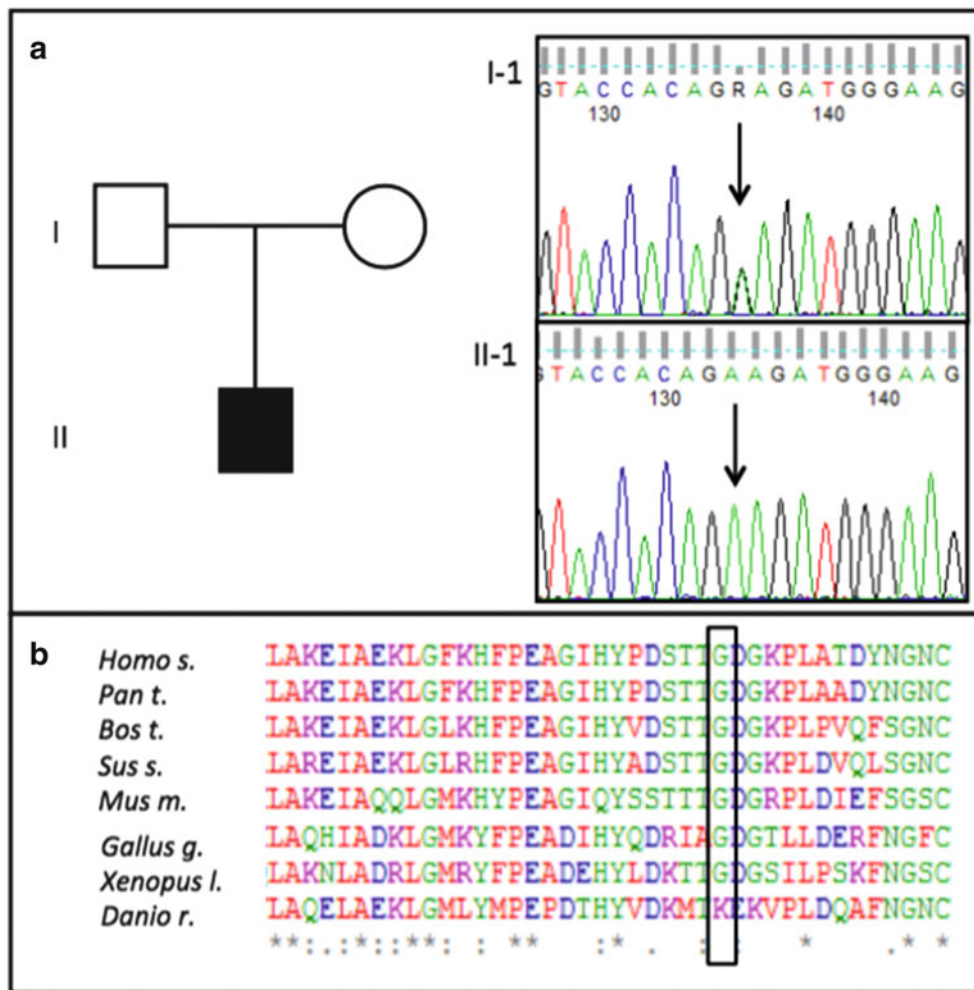 a
I-1
GTACCACAGRAGATGGGAAG
130 140
I
II-1
GTACCACAGAAGATGGGAAG
130 140
II
b
Homo s. LAKEIAEKLGFKHFPEAGIHYPDSTTGDGKPLATDYNGNC
Pan t. LAKEIAEKLGFKHFPEAGIHYPDSTTGDGKPLAADYNGNC
Bos t. LAKEIAEKLGLKHFPEAGIHYVDSTTGDGKPLPVQFSGNC
Sus s. LAREIAEKLGLRHFPEAGIHYADSTTGDGKPLDVQLSGNC
Mus m. LAKEIAQQLGMKHYPEAGIQYSSTTTGDGRPLDIEFSGSC
Gallus g. LAQHIADKLGMKYFPEADIHYQDRIAGDGTLLDERFNGFC
Xenopus l. LAKNLADRLGMRYFPEADEHYLDKTTGDGSILPSKFNGSC
Danio r. LAQELAEKLGMLYMPEPDTHYVDKMTKEKVPLDQAFNGNC
**:.:*::**: : ** :* . : : * .* *